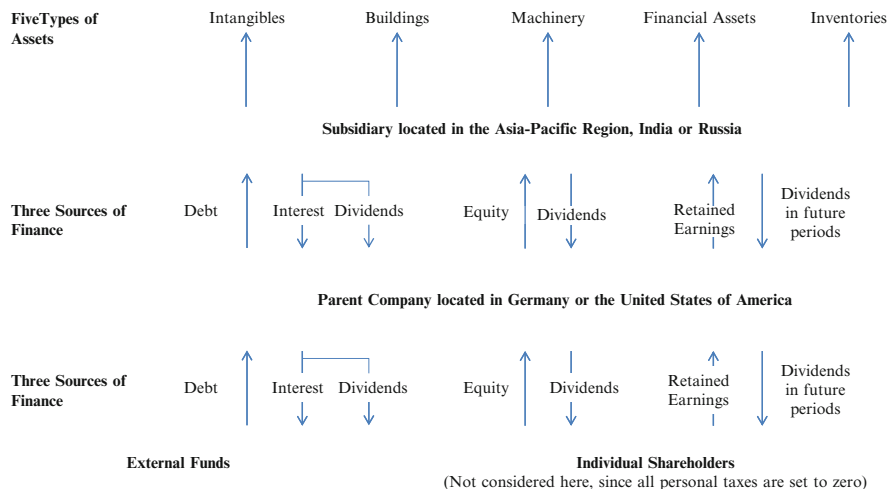 FiveTypes of Assets
Intangibles Buildings Machinery Financial Assets Inventories
Subsidiary located in the Asia-Pacific Region, India or Russia
Three Sources of Finance
Debt Interest Dividends Equity Dividends Retained Earnings Dividends in future periods
Parent Company located in Germany or the United States of America
Three Sources of Finance
Debt Interest Dividends Equity Dividends Retained Earnings Dividends in future periods
External Funds Individual Shareholders
(Not considered here, since all personal taxes are set to zero)